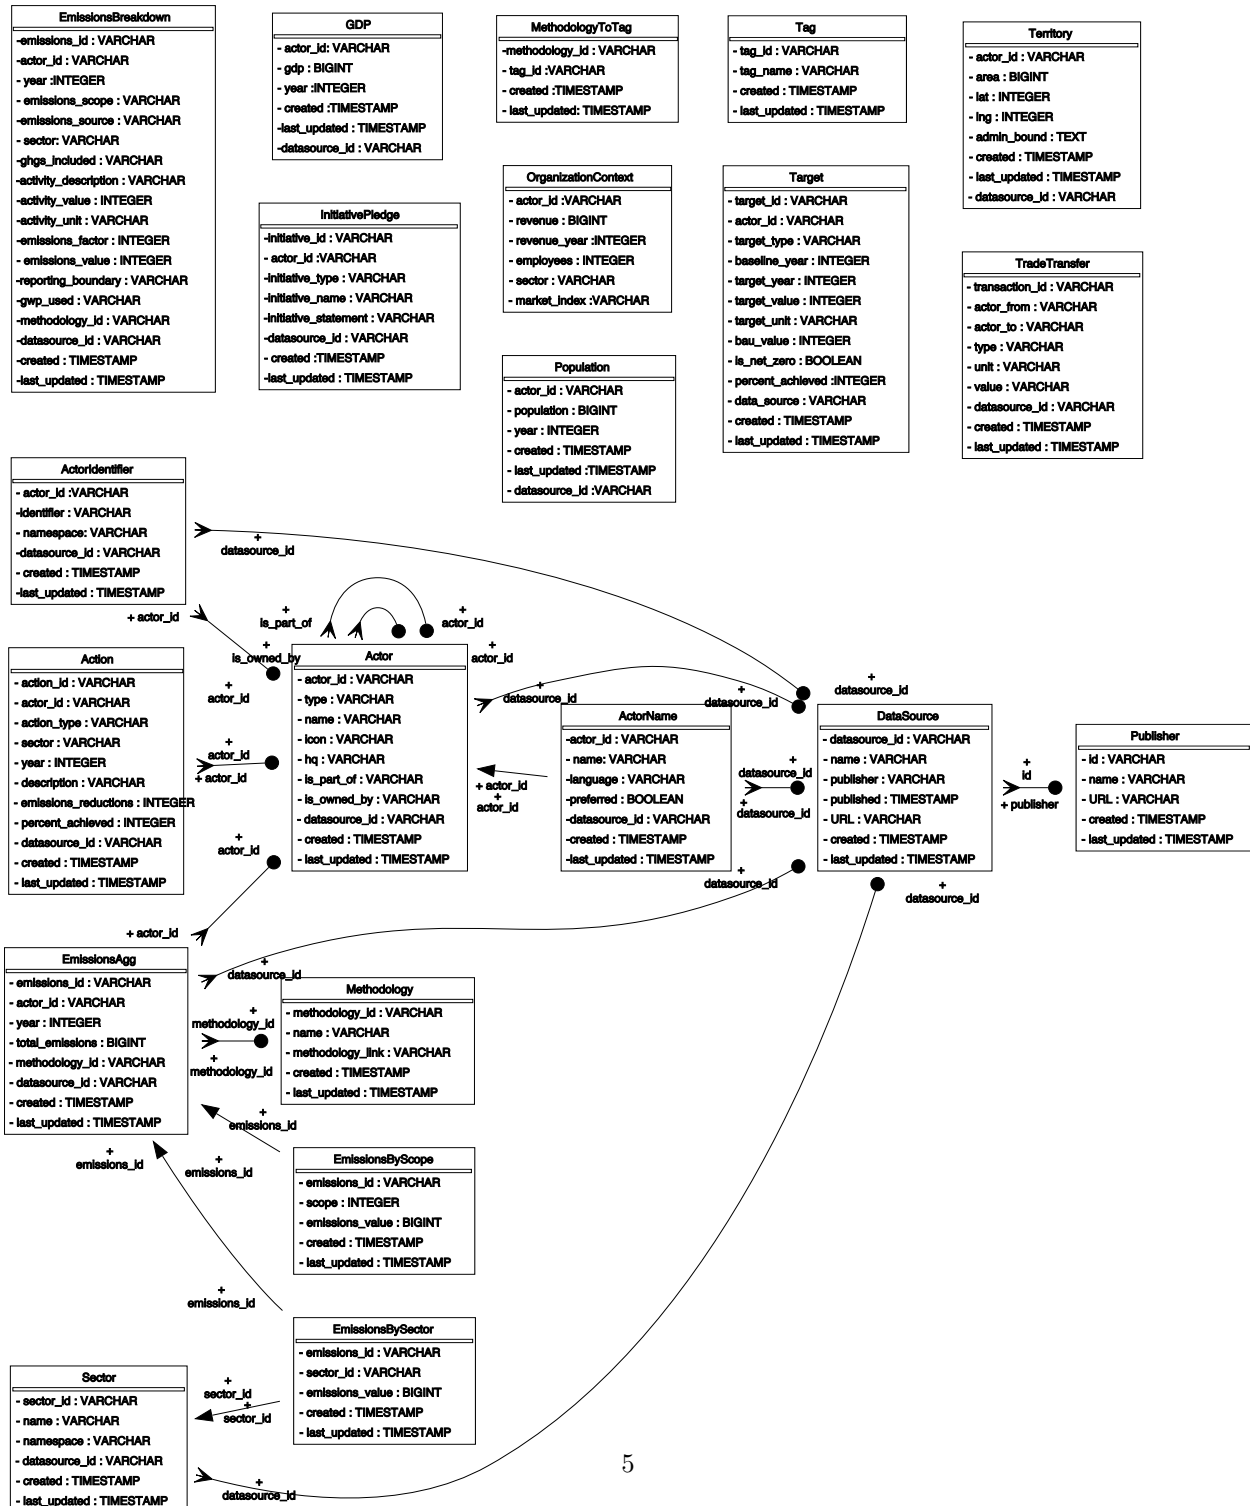 EmissionsBreakdown
-emissions_id : VARCHAR
-actor_id : VARCHAR
- year :INTEGER
- emissions_scope : VARCHAR
-emissions_source : VARCHAR
- sector: VARCHAR
-ghgs_included : VARCHAR
-activity_description : VARCHAR
-activity_value : INTEGER
-activity_unit : VARCHAR
-emissions_factor : INTEGER
- emissions_value : INTEGER
-reporting_boundary : VARCHAR
-gwp_used : VARCHAR
-methodology_id : VARCHAR
-datasource_id : VARCHAR
-created : TIMESTAMP
-last_updated : TIMESTAMP
GDP
- actor_id: VARCHAR
- gdp : BIGINT
- year :INTEGER
- created :TIMESTAMP
-last_updated : TIMESTAMP
-datasource_id : VARCHAR
MethodologyToTag
-methodology_id : VARCHAR
- tag_id :VARCHAR
- created :TIMESTAMP
- last_updated: TIMESTAMP
Tag
- tag_id : VARCHAR
- tag_name : VARCHAR
- created : TIMESTAMP
- last_updated : TIMESTAMP
Territory
- actor_id : VARCHAR
- area : BIGINT
- lat : INTEGER
- lng : INTEGER
- admin_bound : TEXT
- created : TIMESTAMP
- last_updated : TIMESTAMP
- datasource_id : VARCHAR
InitiativePledge
-initiative_id : VARCHAR
- actor_id :VARCHAR
-initiative_type : VARCHAR
-initiative_name : VARCHAR
-initiative_statement : VARCHAR
-datasource_id : VARCHAR
- created :TIMESTAMP
-last_updated : TIMESTAMP
OrganizationContext
- actor_id :VARCHAR
- revenue : BIGINT
- revenue_year :INTEGER
- employees : INTEGER
- sector : VARCHAR
- market_index :VARCHAR
Target
- target_id : VARCHAR
- actor_id : VARCHAR
- target_type : VARCHAR
- baseline_year : INTEGER
- target_year : INTEGER
- target_value : INTEGER
- target_unit : VARCHAR
- bau_value : INTEGER
- is_net_zero : BOOLEAN
- percent_achieved :INTEGER
- data_source : VARCHAR
- created : TIMESTAMP
- last_updated : TIMESTAMP
TradeTransfer
- transaction_id : VARCHAR
- actor_from : VARCHAR
- actor_to : VARCHAR
- type : VARCHAR
- unit : VARCHAR
- value : VARCHAR
- datasource_id : VARCHAR
- created : TIMESTAMP
- last_updated : TIMESTAMP
Population
- actor_id : VARCHAR
- population : BIGINT
- year : INTEGER
- created : TIMESTAMP
- last_updated :TIMESTAMP
- datasource_id :VARCHAR
ActorIdentifier
- actor_id :VARCHAR
-identifier : VARCHAR
- namespace: VARCHAR
-datasource_id : VARCHAR
- created : TIMESTAMP
-last_updated : TIMESTAMP
+
datasource_id
+ actor_id
+
is_part_of
+
actor_id
+
is_owned_by
+
actor_id
+
actor_id
+
datasource_id
+
datasource_id
+
datasource_id
Action
- action_id : VARCHAR
- actor_id : VARCHAR
- action_type : VARCHAR
- sector : VARCHAR
- year : INTEGER
- description : VARCHAR
- emissions_reductions : INTEGER
- percent_achieved : INTEGER
- datasource_id : VARCHAR
- created : TIMESTAMP
- last_updated : TIMESTAMP
+
actor_id
+ actor_id
Actor
- actor_id : VARCHAR
- type : VARCHAR
- name : VARCHAR
- icon : VARCHAR
- hq : VARCHAR
- is_part_of : VARCHAR
- is_owned_by : VARCHAR
- datasource_id : VARCHAR
- created : TIMESTAMP
- last_updated : TIMESTAMP
+ actor_id
+
actor_id
ActorName
-actor_id : VARCHAR
- name: VARCHAR
-language : VARCHAR
-preferred : BOOLEAN
-datasource_id : VARCHAR
-created : TIMESTAMP
-last_updated : TIMESTAMP
+
datasource_id
+
datasource_id
DataSource
- datasource_id : VARCHAR
- name : VARCHAR
- publisher : VARCHAR
- published : TIMESTAMP
- URL : VARCHAR
- created : TIMESTAMP
- last_updated : TIMESTAMP
+
id
+ publisher
Publisher
- id : VARCHAR
- name : VARCHAR
- URL : VARCHAR
- created : TIMESTAMP
- last_updated : TIMESTAMP
+
actor_id
+ actor_id
+
datasource_id
+
datasource_id
+
datasource_id
EmissionsAgg
- emissions_id : VARCHAR
- actor_id : VARCHAR
- year : INTEGER
- total_emissions : BIGINT
- methodology_id : VARCHAR
- datasource_id : VARCHAR
- created : TIMESTAMP
- last_updated : TIMESTAMP
+
methodology_id
+
methodology_id
Methodology
- methodology_id : VARCHAR
- name : VARCHAR
- methodology_link : VARCHAR
- created : TIMESTAMP
- last_updated : TIMESTAMP
+
emissions_id
+
emissions_id
+
emissions_id
EmissionsByScope
- emissions_id : VARCHAR
- scope : INTEGER
- emissions_value : BIGINT
- created : TIMESTAMP
- last_updated : TIMESTAMP
+
emissions_id
EmissionsBySector
- emissions_id : VARCHAR
- sector_id : VARCHAR
- emissions_value : BIGINT
- created : TIMESTAMP
- last_updated : TIMESTAMP
Sector
- sector_id : VARCHAR
- name : VARCHAR
- namespace : VARCHAR
- datasource_id : VARCHAR
- created : TIMESTAMP
- last_updated : TIMESTAMP
+
sector_id
+
sector_id
+
datasource_id
5